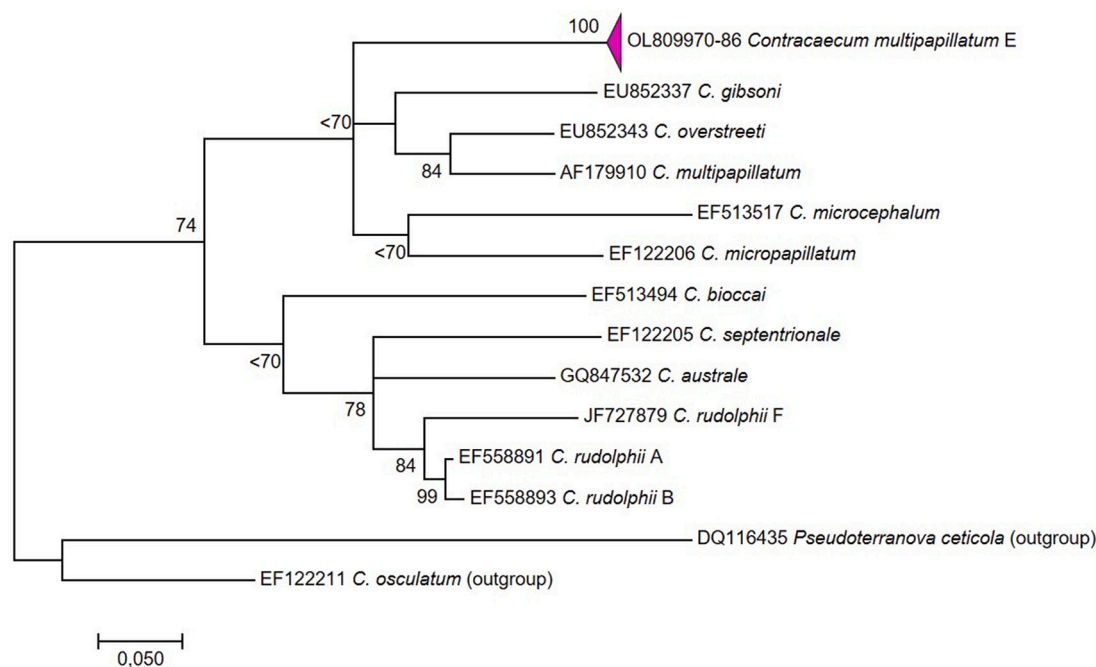 100
OL809970-86 Contracaecum multipapillatum E
EU852337 C. gibsoni
<70
EU852343 C. overstreeti
84
AF179910 C. multipapillatum
EF513517 C. microcephalum
74
<70
EF122206 C. micropapillatum
EF513494 C. bioccai
EF122205 C. septentrionale
<70
GQ847532 C. australe
78
JF727879 C. rudolphii F
EF558891 C. rudolphii A
84
99
EF558893 C. rudolphii B
DQ116435 Pseudoterranova ceticola (outgroup)
EF122211 C. osculatum (outgroup)
0,050